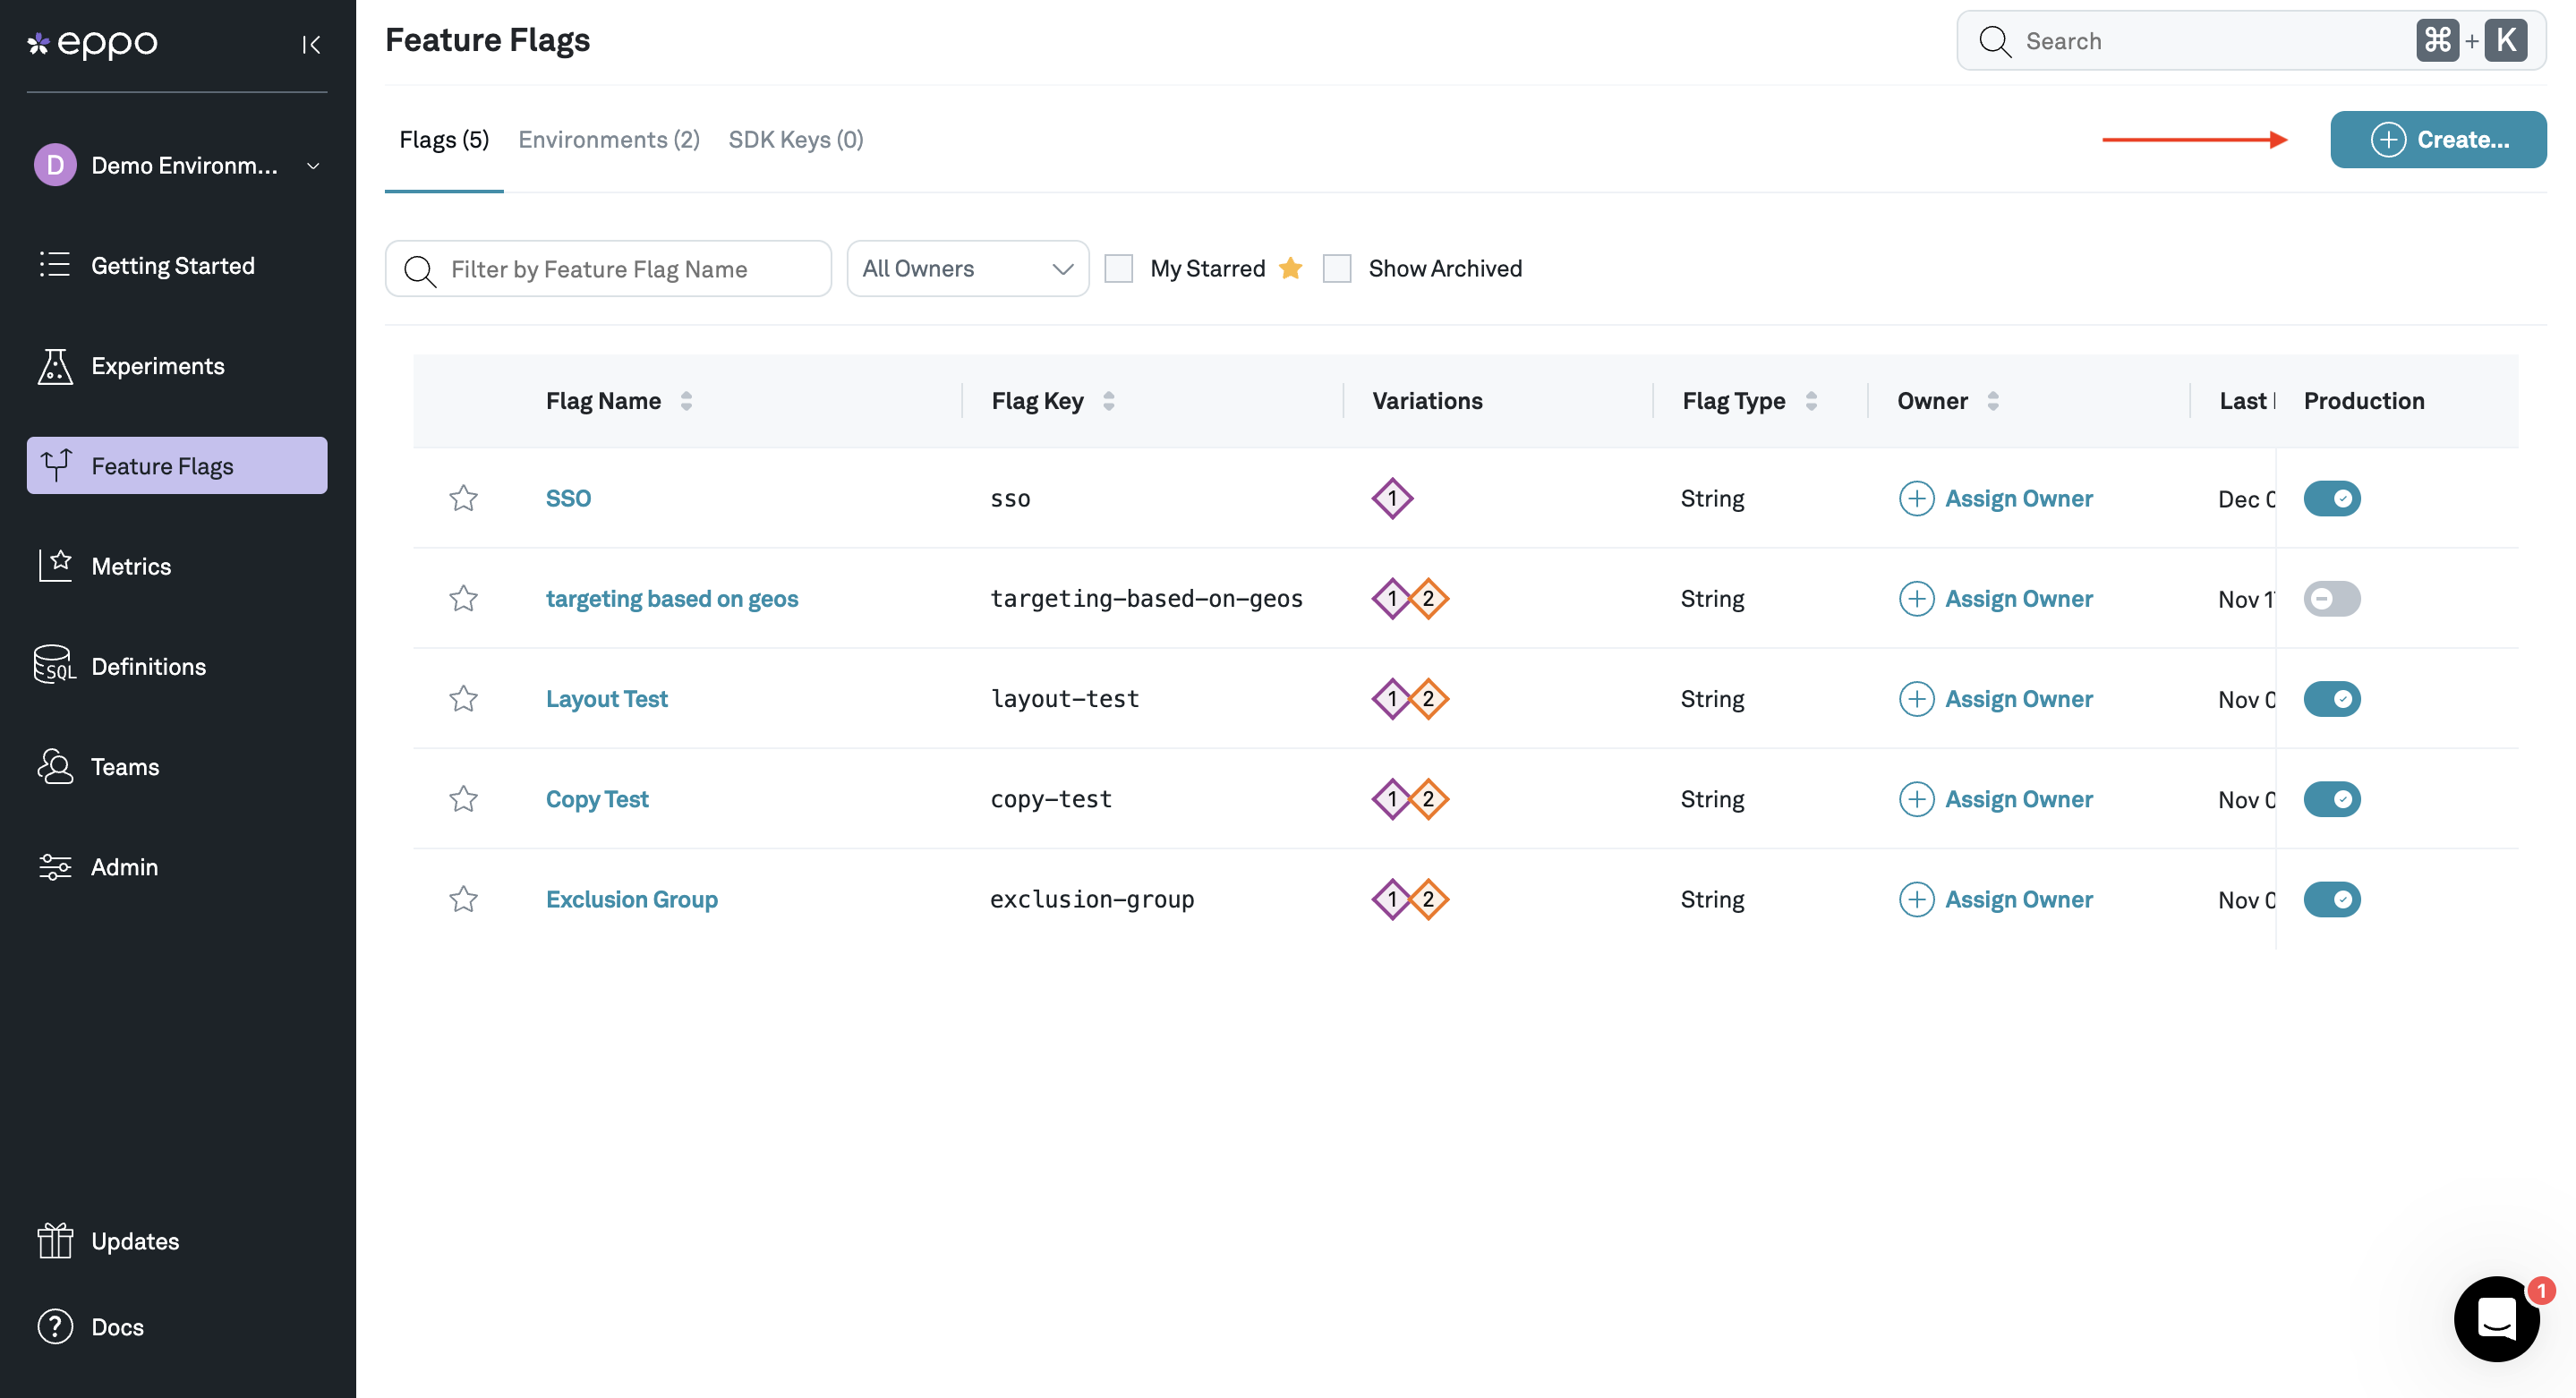 eppo
Feature Flags
Search ⌘ + K
D Demo Environm...
Flags (5) Environments (2) SDK Keys (0)
Create...
Getting Started
Filter by Feature Flag Name All Owners My Starred Show Archived
Experiments
Flag Name Flag Key Variations Flag Type Owner Last Production
Feature Flags
SSO sso 1 String Assign Owner Dec
Metrics
targeting based on geos targeting-based-on-geos 1 2 String Assign Owner Nov
SQL Definitions
Layout Test layout-test 1 2 String Assign Owner Nov
Teams
Copy Test copy-test 1 2 String Assign Owner Nov
Admin
Exclusion Group exclusion-group 1 2 String Assign Owner Nov
Updates
1
? Docs